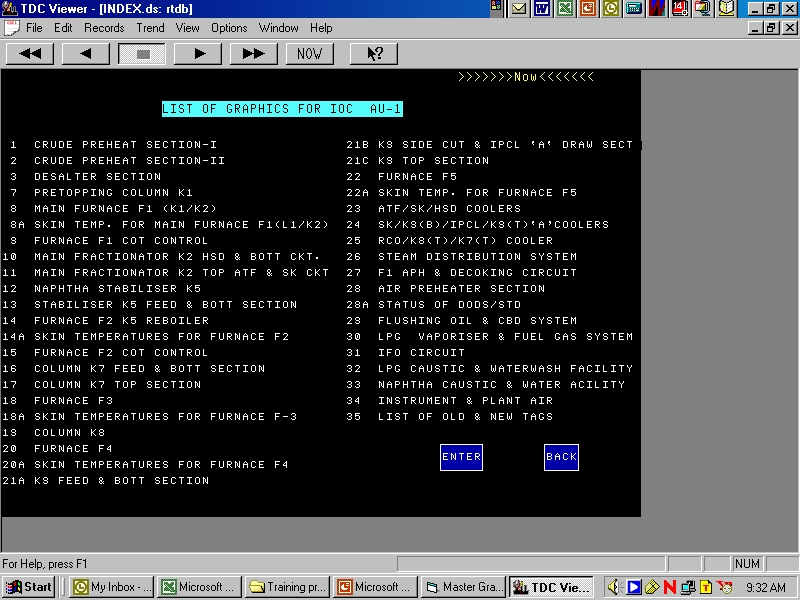 TDC Viewer - [INDEX.ds: rtdb]
File Edit Records Trend View Options Window Help
NOW
>>>>>>>Now<<<<<<<
LIST OF GRAPHICS FOR IOC AU-1
1 CRUDE PREHEAT SECTION-I
2 CRUDE PREHEAT SECTION-II
3 DESALTER SECTION
7 PRETOPPING COLUMN K1
8 MAIN FURNACE F1 (K1/K2)
8A SKIN TEMP. FOR MAIN FURNACE F1(L1/K2)
9 FURNACE F1 COT CONTROL
10 MAIN FRACTIONATOR K2 HSD & BOTT CKT.
11 MAIN FRACTIONATOR K2 TOP ATF & SK CKT
12 NAPHTHA STABILISER K5
13 STABILISER K5 FEED & BOTT SECTION
14 FURNACE F2 K5 REBOILER
14A SKIN TEMPERATURES FOR FURNACE F2
15 FURNACE F2 COT CONTROL
16 COLUMN K7 FEED & BOTT SECTION
17 COLUMN K7 TOP SECTION
18 FURNACE F3
18A SKIN TEMPERATURES FOR FURNACE F-3
19 COLUMN K8
20 FURNACE F4
20A SKIN TEMPERATURES FOR FURNACE F4
21A K9 FEED & BOTT SECTION
21B K9 SIDE CUT & IPCL 'A' DRAW SECT
21C K9 TOP SECTION
22 FURNACE F5
22A SKIN TEMP. FOR FURNACE F5
23 ATF/SK/HSD COOLERS
24 SK/K9(B)/IPCL/K9(T)'A'COOLERS
25 RCO/K8(T)/K7(T) COOLER
26 STEAM DISTRIBUTION SYSTEM
27 F1 APH & DECOKING CIRCUIT
28 AIR PREHEATER SECTION
28A STATUS OF DODS/STD
29 FLUSHING OIL & CBD SYSTEM
30 LPG VAPORISER & FUEL GAS SYSTEM
31 IFO CIRCUIT
32 LPG CAUSTIC & WATERWASH FACILITY
33 NAPHTHA CAUSTIC & WATER ACILITY
34 INSTRUMENT & PLANT AIR
35 LIST OF OLD & NEW TAGS
ENTER BACK
For Help, press F1 NUM
Start My Inbox - ... Microsoft ... Training pr... Microsoft ... Master Gra... TDC Vie... 9:32 AM